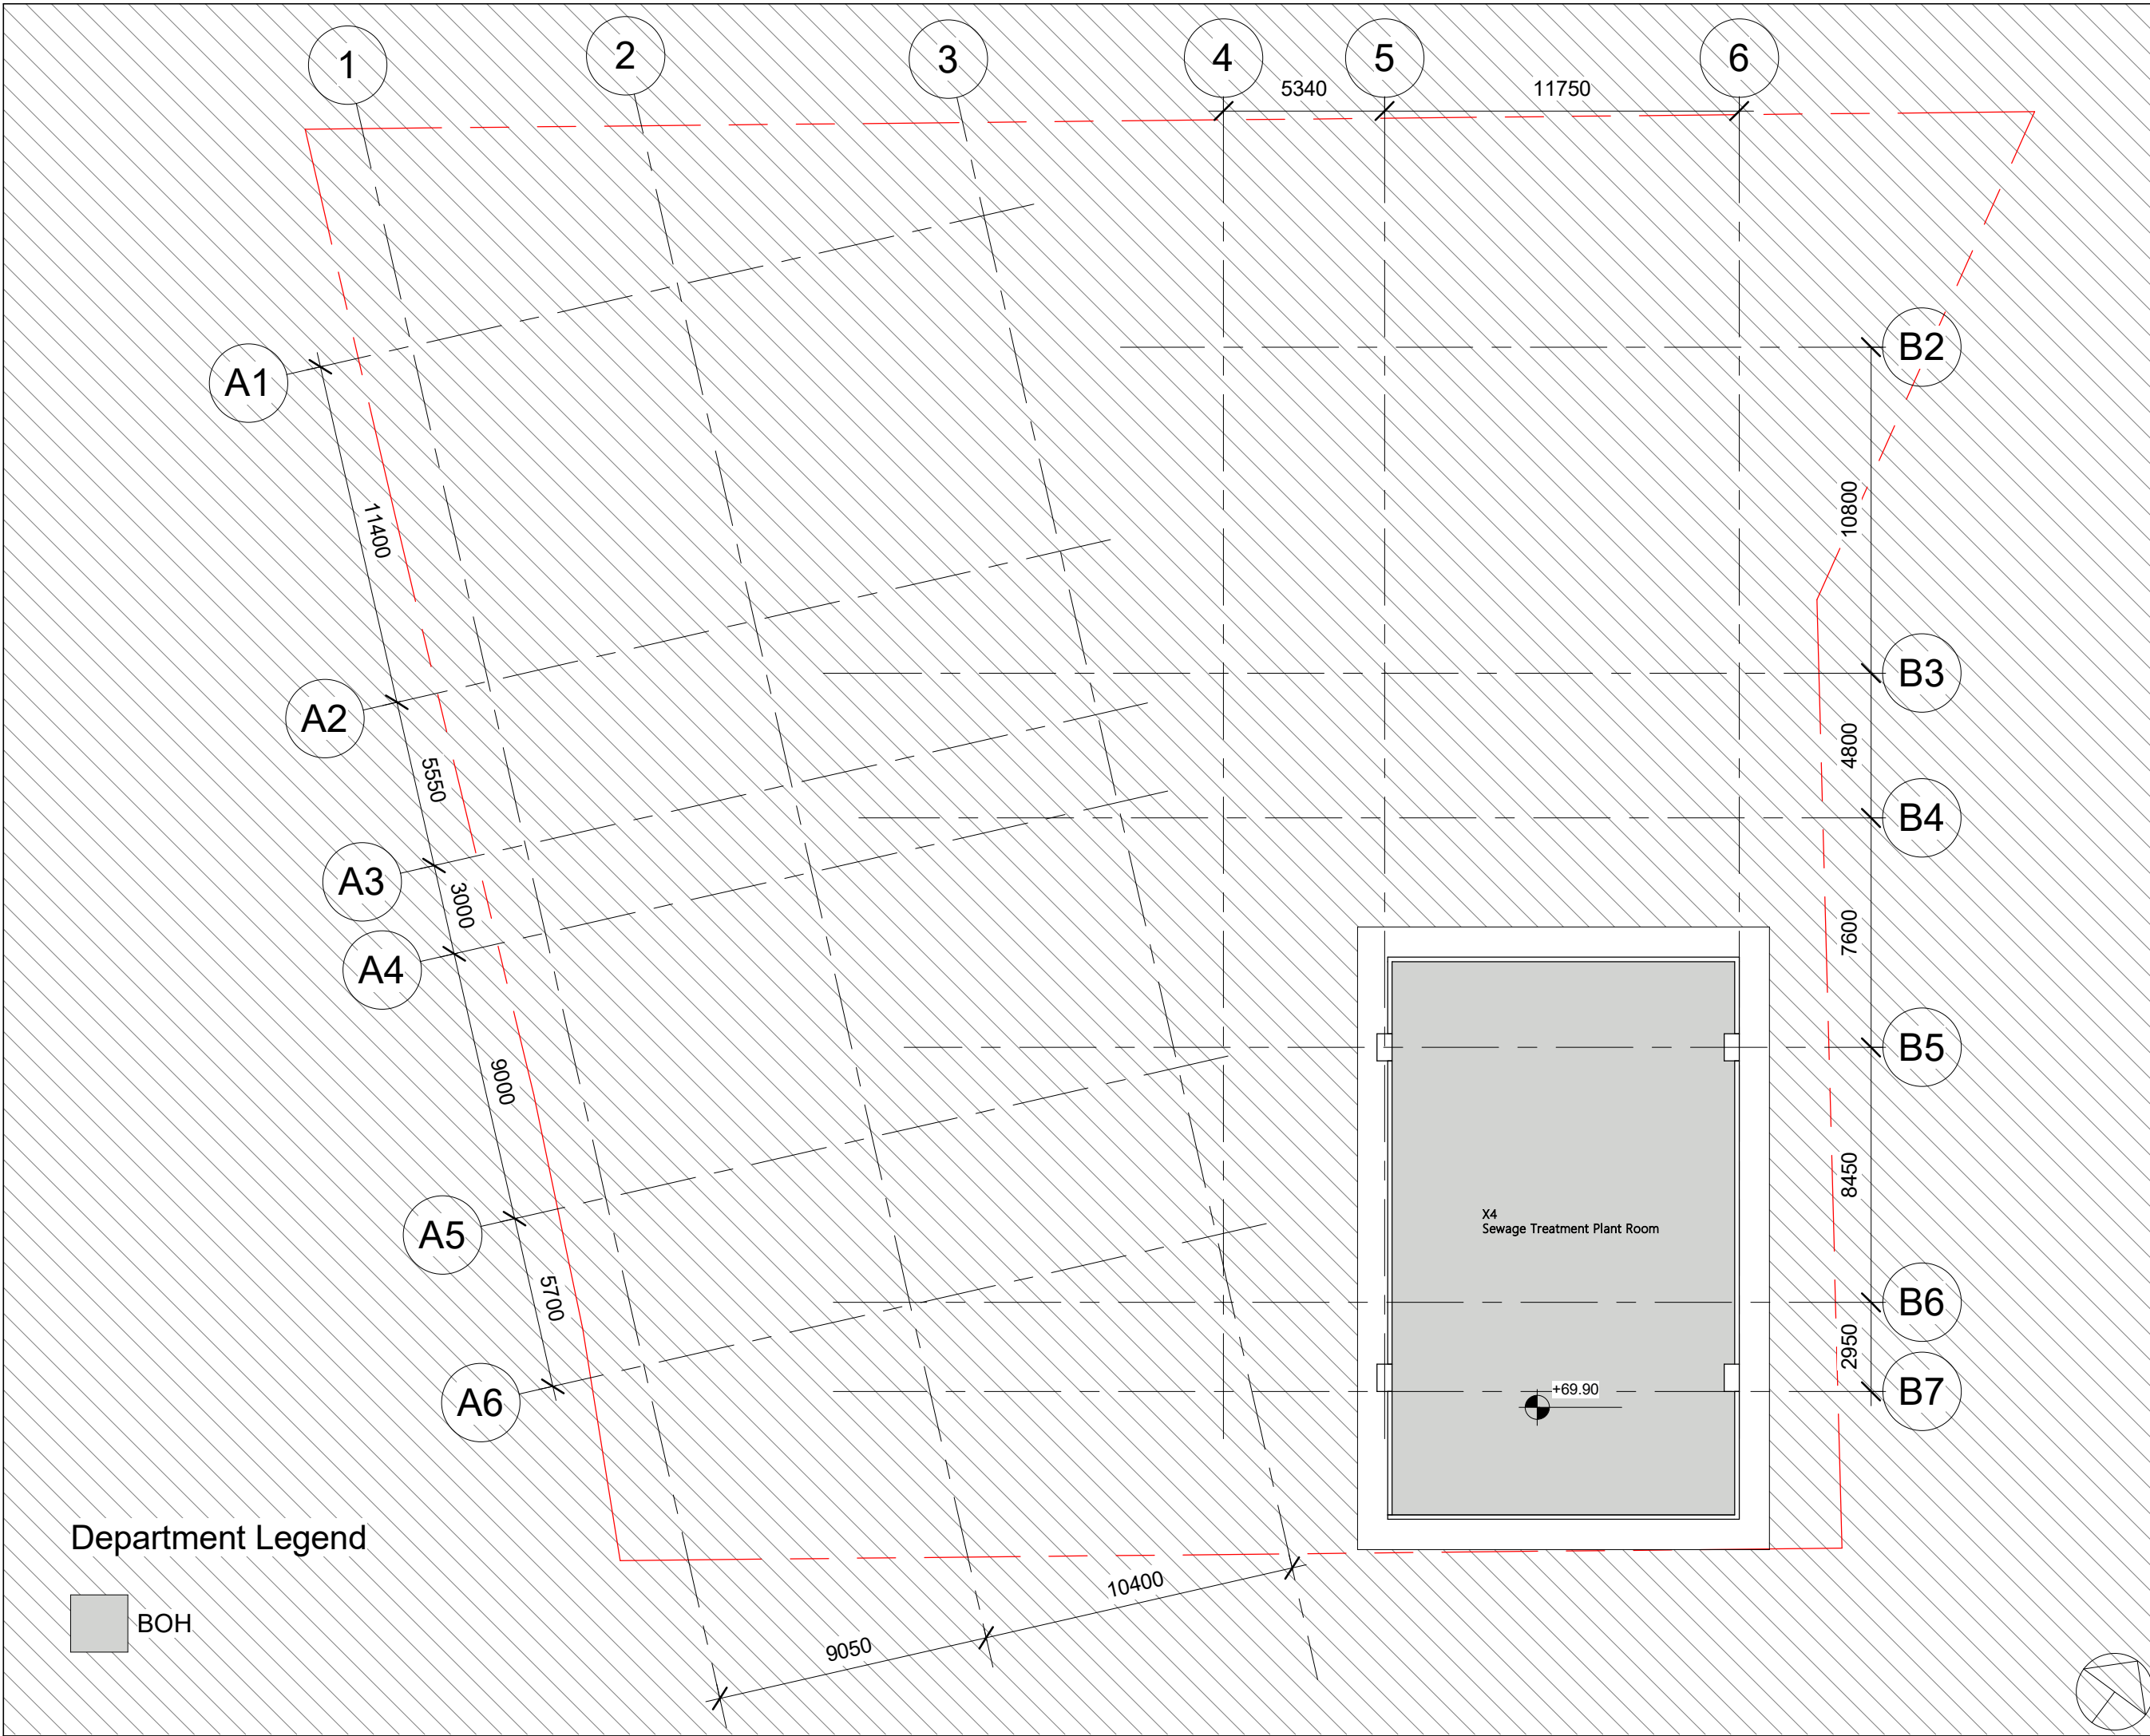 1
2
3
4
5
6
5340
11750
A1
A2
A3
A4
A5
A6
11400
5550
3000
9000
5700
B2
B3
B4
B5
B6
B7
10800
4800
7600
8450
2950
X4
Sewage Treatment Plant Room
+69.90
9050
10400
Department Legend
BOH